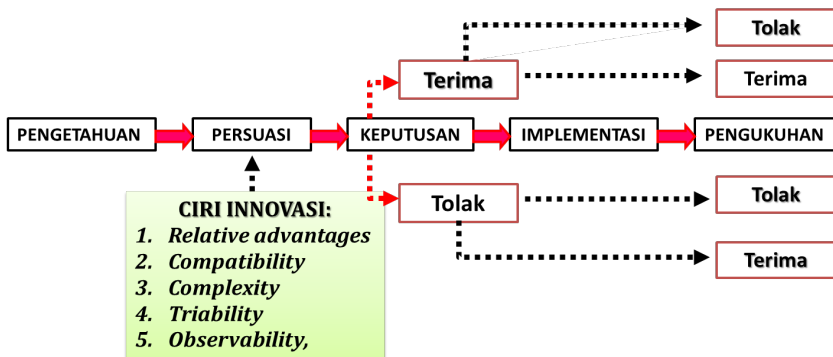 Tolak
Terima
Terima
PENGETAHUAN
PERSUASI
KEPUTUSAN
IMPLEMENTASI
PENGUKUHAN
Tolak
Tolak
Terima
CIRI INNOVASI:
1. Relative advantages
2. Compatibility
3. Complexity
4. Triability
5. Observability,